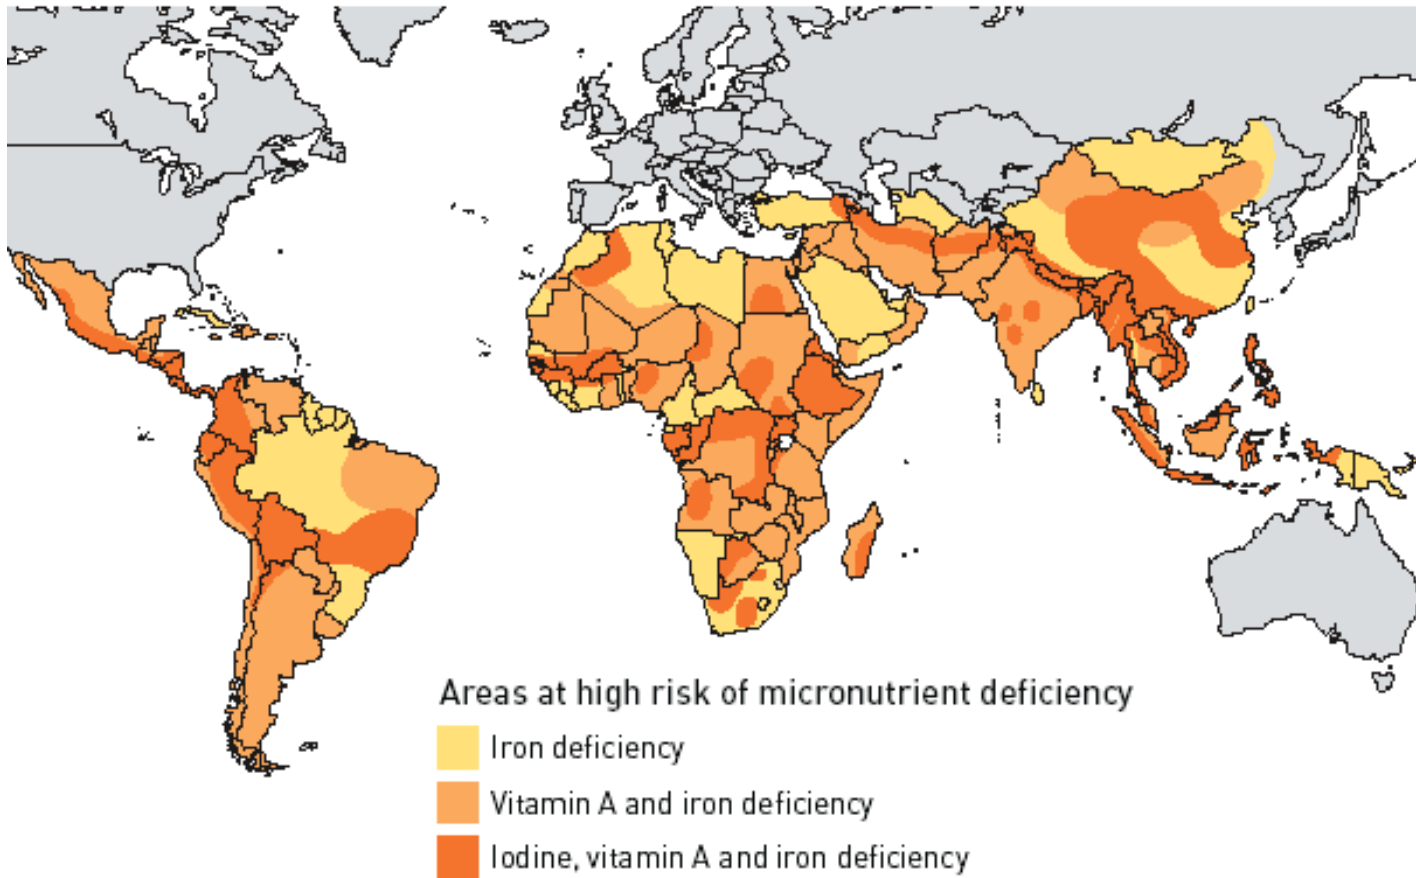 Areas at high risk of micronutrient deficiency
Iron deficiency
Vitamin A and iron deficiency
Iodine, vitamin A and iron deficiency